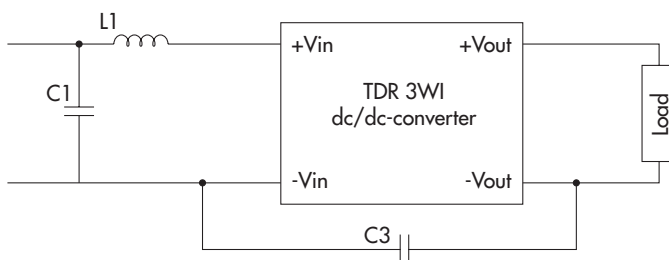 L1
+Vin
+Vout
C1
TDR 3WI
dc/dc-converter
Load
-Vin
-Vout
C3